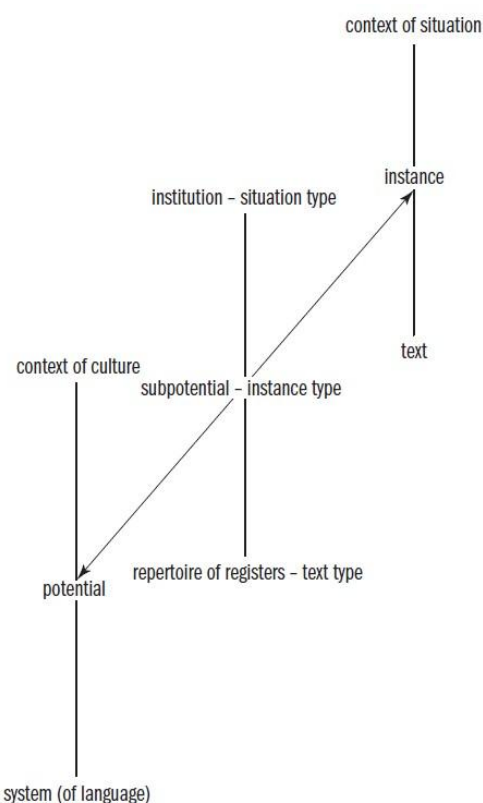 context of situation
instance
institution – situation type
text
context of culture
subpotential – instance type
repertoire of registers – text type
potential
system (of language)